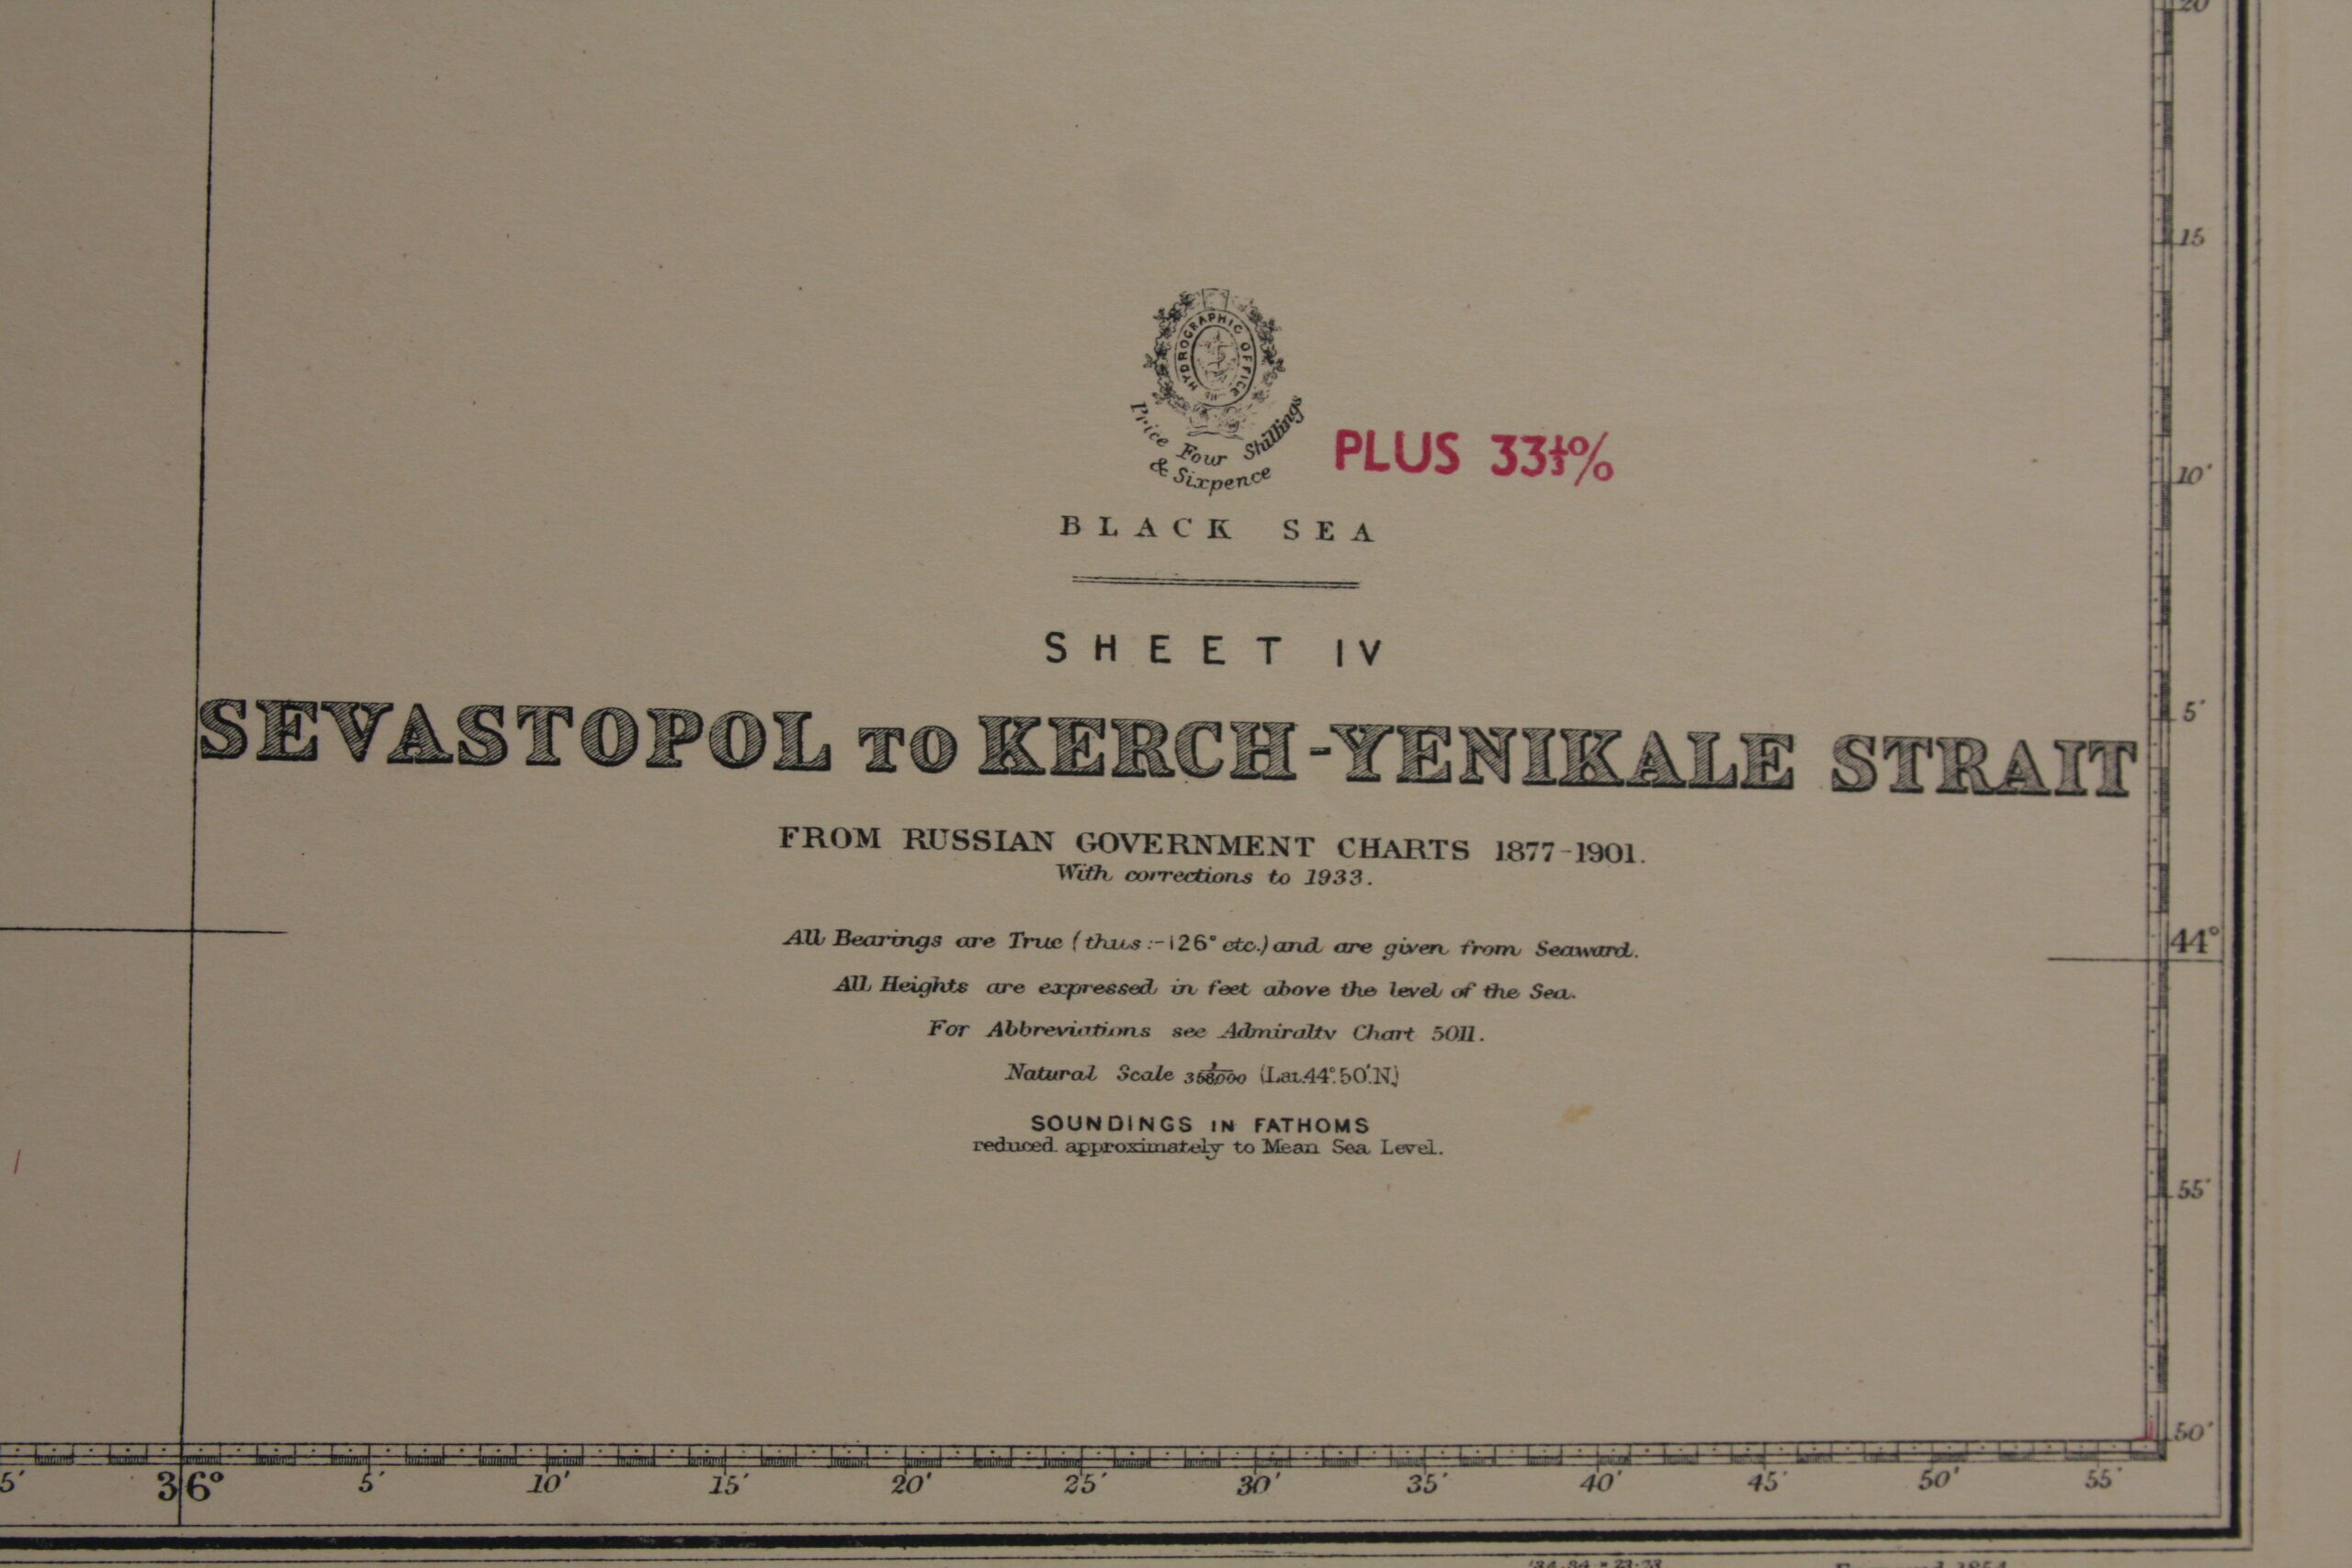 20'
15
10'
5'
44°
55'
50'
HYDROGRAPHIC OFFICE
Price Four Shillings
& Sixpence
PLUS 33⅓%
BLACK SEA
SHEET IV
SEVASTOPOL TO KERCH-YENIKALE STRAIT
FROM RUSSIAN GOVERNMENT CHARTS 1877-1901.
With corrections to 1933.
All Bearings are True (thus:-126° etc.) and are given from Seaward.
All Heights are expressed in feet above the level of the Sea.
For Abbreviations see Admiralty Chart 5011.
Natural Scale 1/358000 (Lat. 44°.50'.N.)
SOUNDINGS IN FATHOMS
reduced approximately to Mean Sea Level.
5' 36° 5' 10' 15' 20' 25' 30' 35' 40' 45' 50' 55'